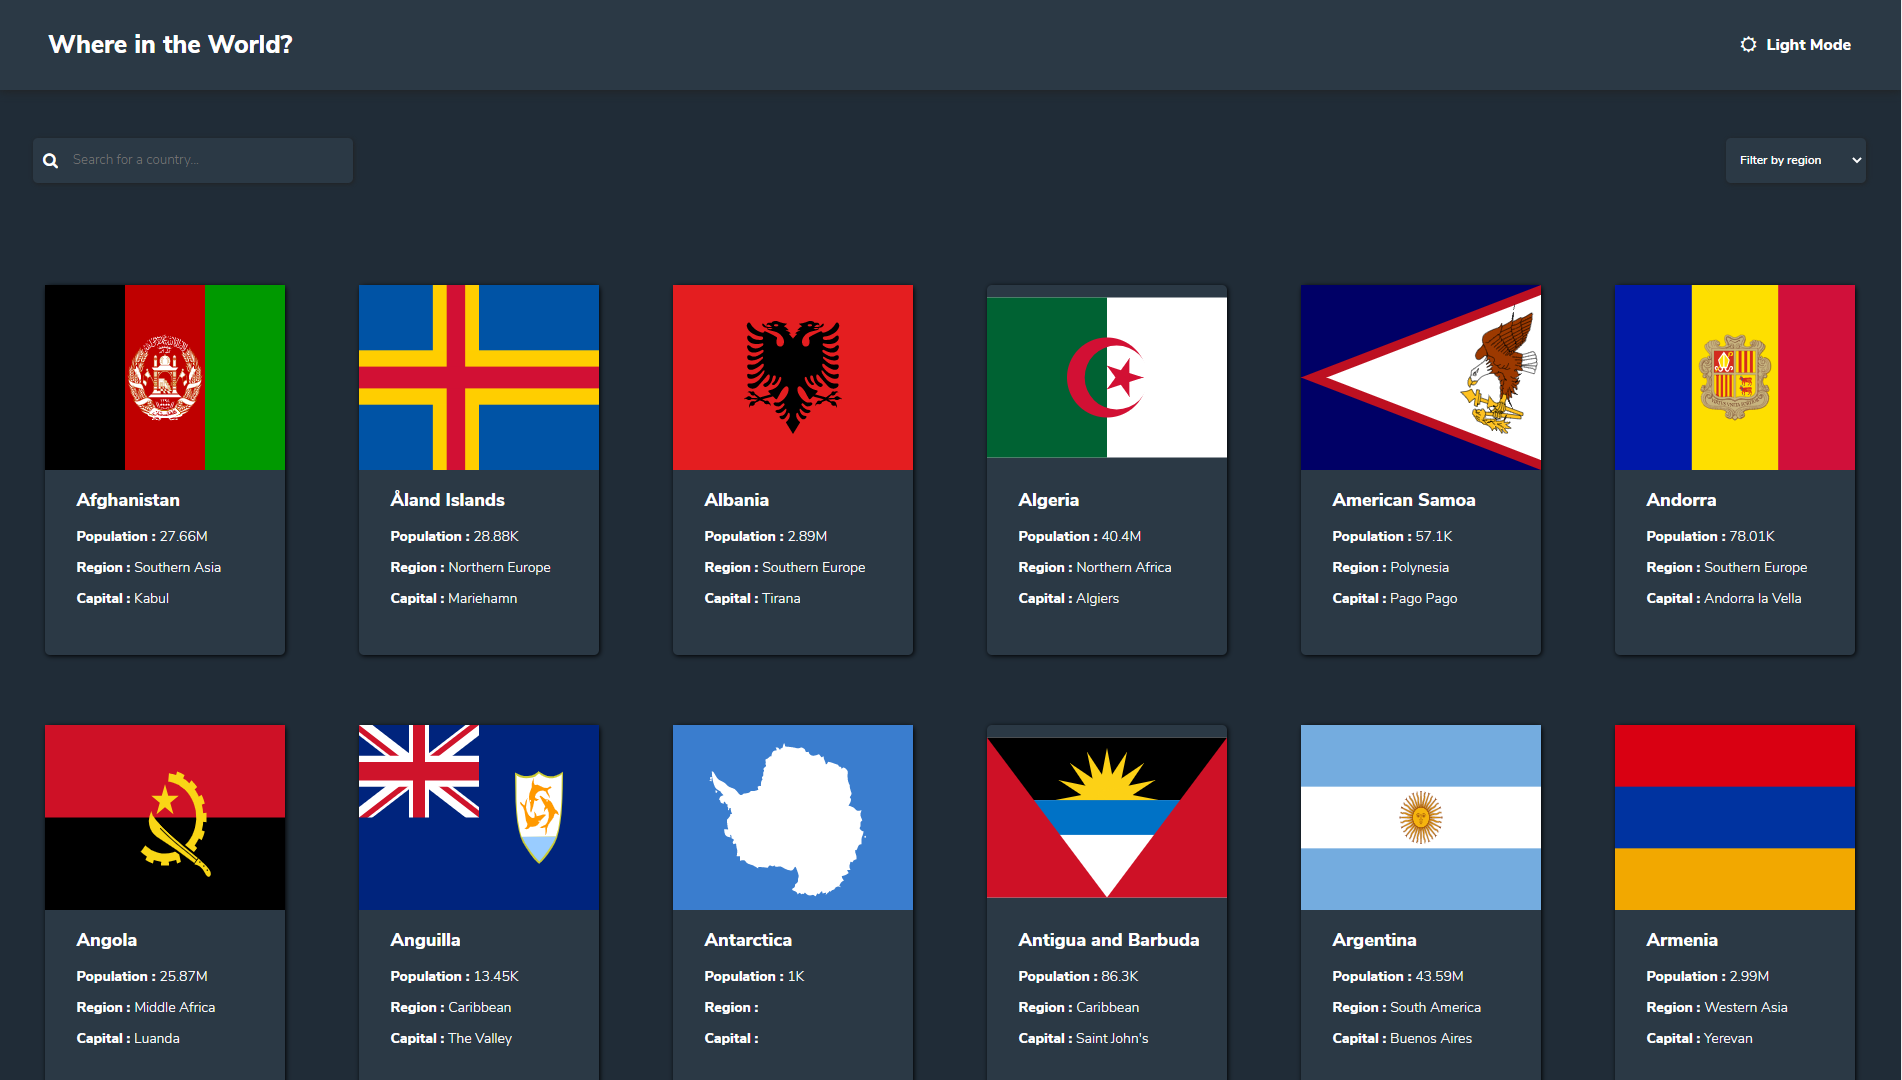 Where in the World?
Light Mode
Search for a country...
Filter by region
Afghanistan
Population : 27.66M
Region : Southern Asia
Capital : Kabul
Åland Islands
Population : 28.88K
Region : Northern Europe
Capital : Mariehamn
Albania
Population : 2.89M
Region : Southern Europe
Capital : Tirana
Algeria
Population : 40.4M
Region : Northern Africa
Capital : Algiers
American Samoa
Population : 57.1K
Region : Polynesia
Capital : Pago Pago
Andorra
Population : 78.01K
Region : Southern Europe
Capital : Andorra la Vella
Angola
Population : 25.87M
Region : Middle Africa
Capital : Luanda
Anguilla
Population : 13.45K
Region : Caribbean
Capital : The Valley
Antarctica
Population : 1K
Region :
Capital :
Antigua and Barbuda
Population : 86.3K
Region : Caribbean
Capital : Saint John's
Argentina
Population : 43.59M
Region : South America
Capital : Buenos Aires
Armenia
Population : 2.99M
Region : Western Asia
Capital : Yerevan